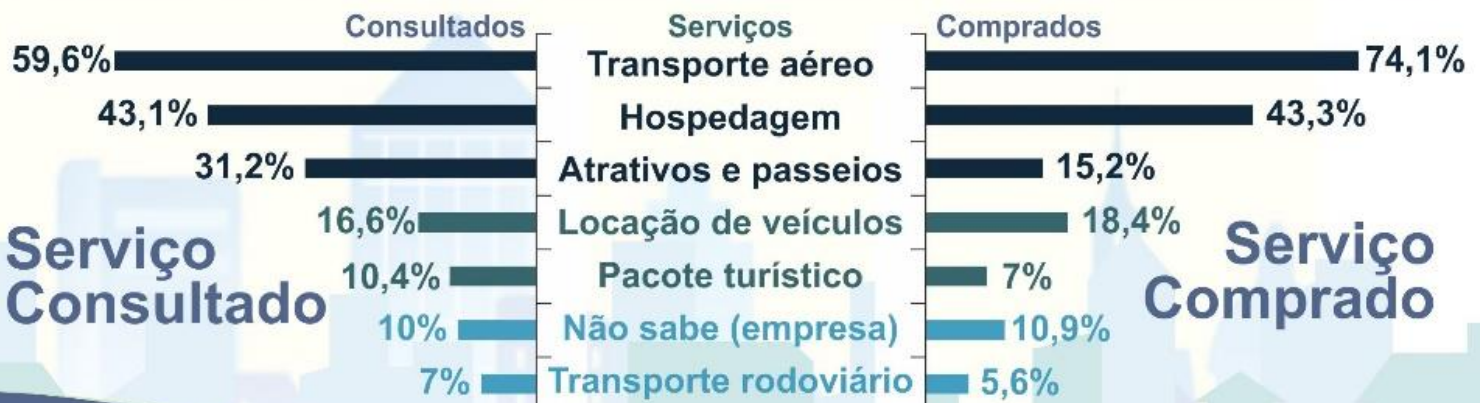 Consultados Serviços Comprados
59,6% Transporte aéreo 74,1%
43,1% Hospedagem 43,3%
31,2% Atrativos e passeios 15,2%
16,6% Locação de veículos 18,4%
10,4% Pacote turístico 7%
10% Não sabe (empresa) 10,9%
7% Transporte rodoviário 5,6%
Serviço
Consultado
Serviço
Comprado